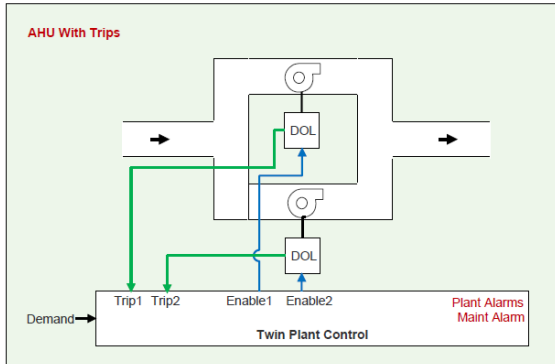 AHU With Trips
DOL
DOL
Trip1 Trip2 Enable1 Enable2 Plant Alarms
Maint Alarm
Demand
Twin Plant Control